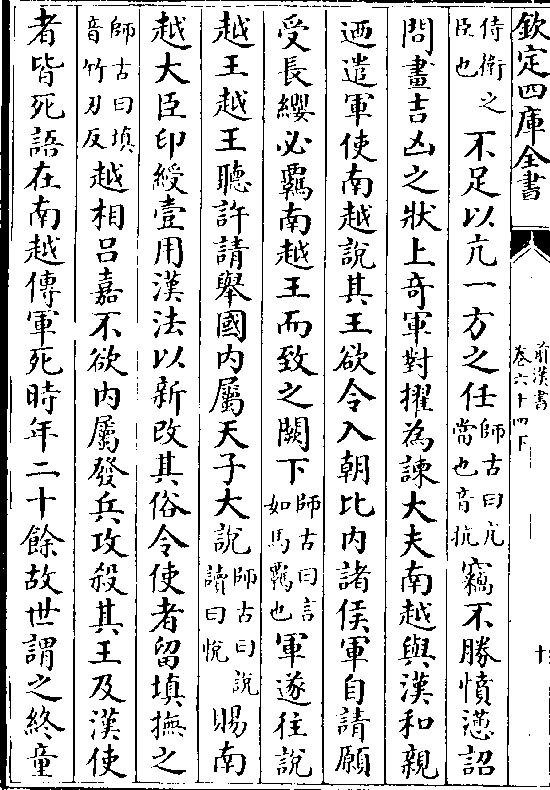 欽定四庫全書
前漢書
卷六十四下
十
侍衛之
臣也
不足以亢一方之任
師古曰亢
當也音抗
竊不勝憤懣詔
問畫吉凶之狀上奇軍對擢為諫大夫南越與漢和親
迺遣軍使南越說其王欲令入朝比内諸侯軍自請願
受長纓必羈南越王而致之闕下
師古曰言
如馬羈也
軍遂往說
越王越王聽許請舉國内屬天子大說
師古曰說
讀曰悅
賜南
越大臣印綬壹用漢法以新改其俗令使者留填撫之
師古曰填
音竹刃反
越相吕嘉不欲内屬發兵攻殺其王及漢使
者皆死語在南越傳軍死時年二十餘故世謂之終童